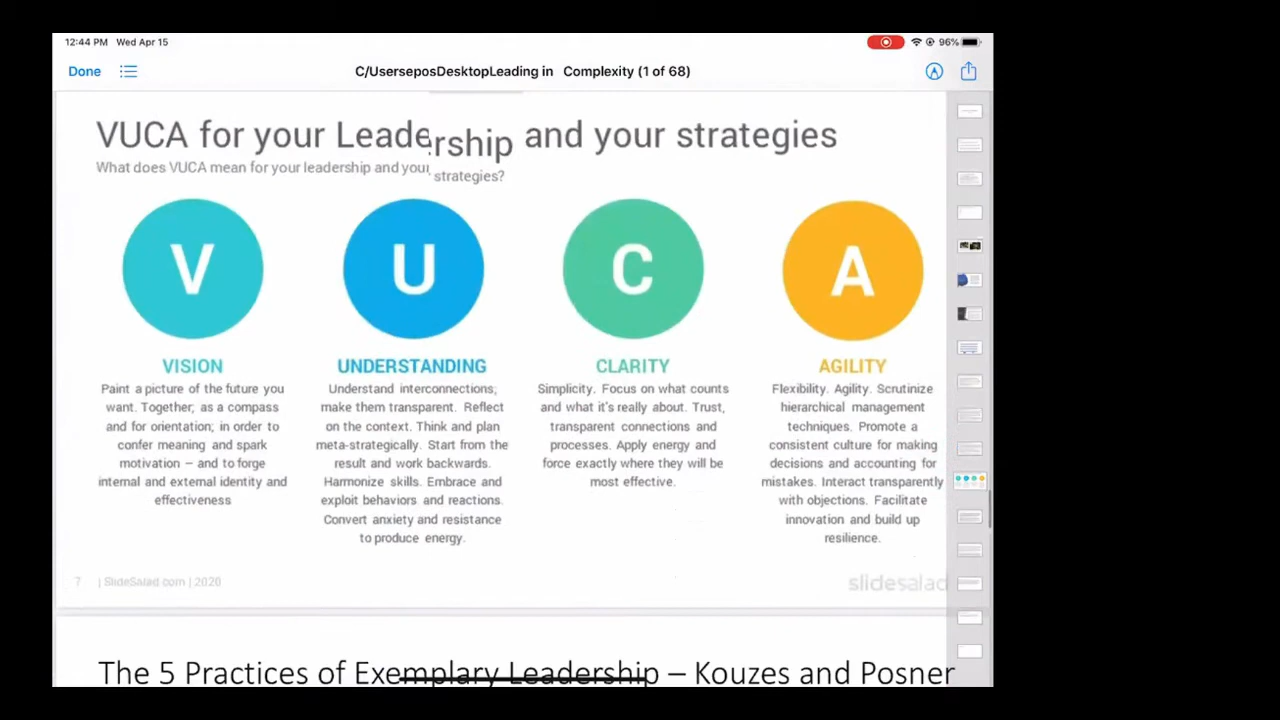 12:44 PM Wed Apr 15
96%
Done
C/UserseposDesktopLeading in Complexity (1 of 68)
VUCA for your Leadership and your strategies
What does VUCA mean for your leadership and your strategies?
V
U
C
A
VISION
Paint a picture of the future you
want. Together, as a compass
and for orientation; in order to
confer meaning and spark
motivation – and to forge
internal and external identity and
effectiveness
UNDERSTANDING
Understand interconnections;
make them transparent. Reflect
on the context. Think and plan
meta-strategically. Start from the
result and work backwards.
Harmonize skills. Embrace and
exploit behaviors and reactions.
Convert anxiety and resistance
to produce energy.
CLARITY
Simplicity. Focus on what counts
and what it's really about. Trust,
transparent connections and
processes. Apply energy and
force exactly where they will be
most effective.
AGILITY
Flexibility. Agility. Scrutinize
hierarchical management
techniques. Promote a
consistent culture for making
decisions and accounting for
mistakes. Interact transparently
with objections. Facilitate
innovation and build up
resilience.
7 | SlideSalad.com | 2020
slidesalad
The 5 Practices of Exemplary Leadership – Kouzes and Posner